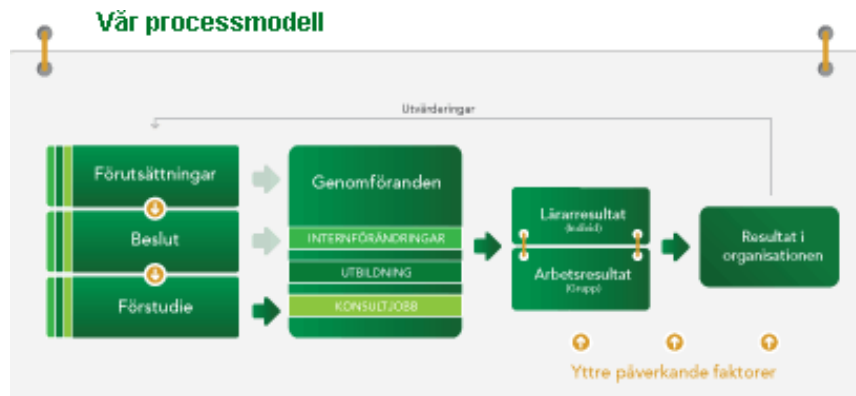 Vår processmodell
Utvärderingar
Förutsättningar
Beslut
Förstudie
Genomföranden
INTERNFÖRÄNDRINGAR
UTBILDNING
KONSULTJOBB
Lärarresultat
(Individ)
Arbetsresultat
(Grupp)
Resultat i
organisationen
Yttre påverkande faktorer